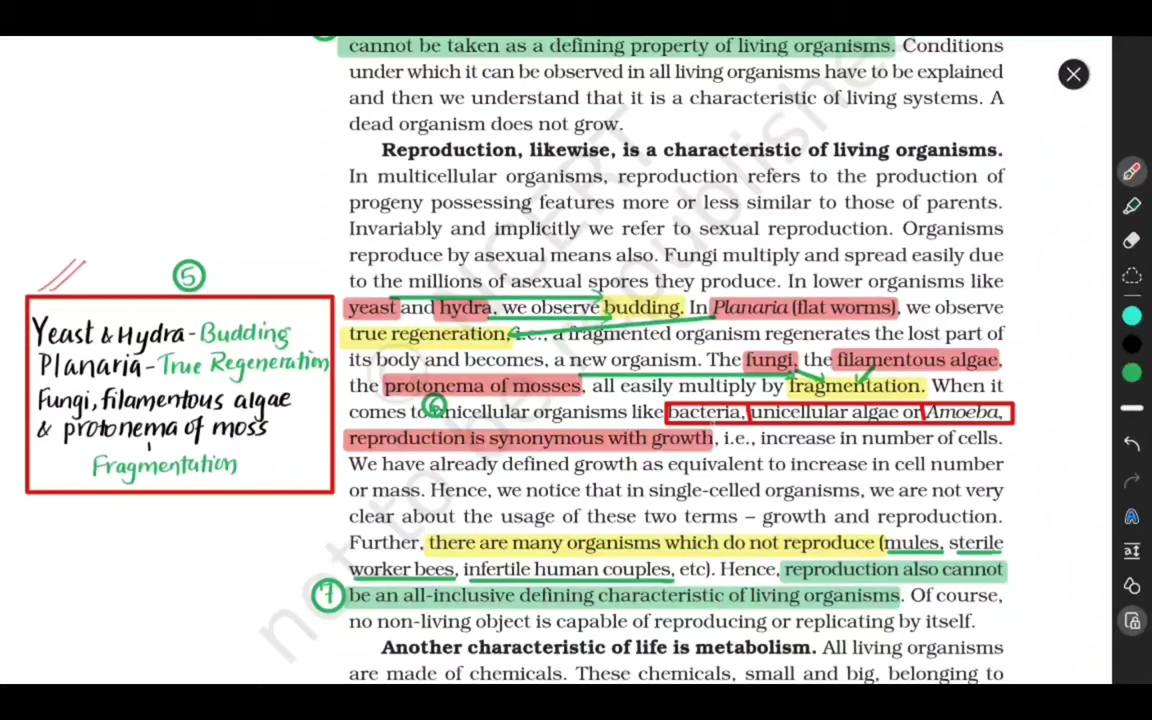 cannot be taken as a defining property of living organisms. Conditions
under which it can be observed in all living organisms have to be explained
and then we understand that it is a characteristic of living systems. A
dead organism does not grow.
Reproduction, likewise, is a characteristic of living organisms.
In multicellular organisms, reproduction refers to the production of
progeny possessing features more or less similar to those of parents.
Invariably and implicitly we refer to sexual reproduction. Organisms
reproduce by asexual means also. Fungi multiply and spread easily due
to the millions of asexual spores they produce. In lower organisms like
yeast and hydra, we observe budding. In Planaria (flat worms), we observe
true regeneration, i.e., a fragmented organism regenerates the lost part of
its body and becomes, a new organism. The fungi, the filamentous algae,
the protonema of mosses, all easily multiply by fragmentation. When it
comes to unicellular organisms like bacteria, unicellular algae or Amoeba,
reproduction is synonymous with growth, i.e., increase in number of cells.
We have already defined growth as equivalent to increase in cell number
or mass. Hence, we notice that in single-celled organisms, we are not very
clear about the usage of these two terms – growth and reproduction.
Further, there are many organisms which do not reproduce (mules, sterile
worker bees, infertile human couples, etc). Hence, reproduction also cannot
be an all-inclusive defining characteristic of living organisms. Of course,
no non-living object is capable of reproducing or replicating by itself.
Another characteristic of life is metabolism. All living organisms
are made of chemicals. These chemicals, small and big, belonging to
5
Yeast & Hydra - Budding
Planaria - True Regeneration
Fungi, filamentous algae
& protonema of moss
Fragmentation
6
7
© NCERT
not to be republished